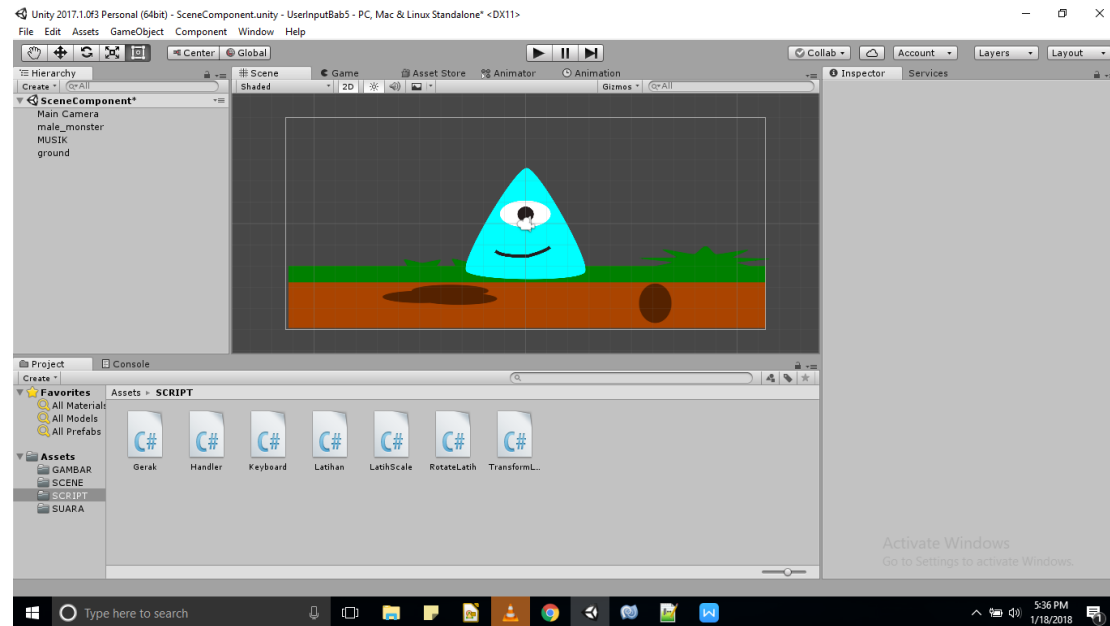 Unity 2017.1.0f3 Personal (64bit) - SceneComponent.unity - UserInputBab5 - PC, Mac & Linux Standalone* <DX11>
File Edit Assets GameObject Component Window Help
Center Global Collab Account Layers Layout
Hierarchy Scene Game Asset Store Animator Animation Inspector Services
Create All Shaded 2D Gizmos All
SceneComponent*
Main Camera
male_monster
MUSIK
ground
Project Console
Create
Favorites Assets SCRIPT
All Materials
All Models
All Prefabs
Assets
GAMBAR
SCENE
SCRIPT
SUARA
C# C# C# C# C# C# C#
Gerak Handler Keyboard Latihan LatihScale RotateLatih TransformL...
Activate Windows
Go to Settings to activate Windows.
Type here to search
5:36 PM
1/18/2018